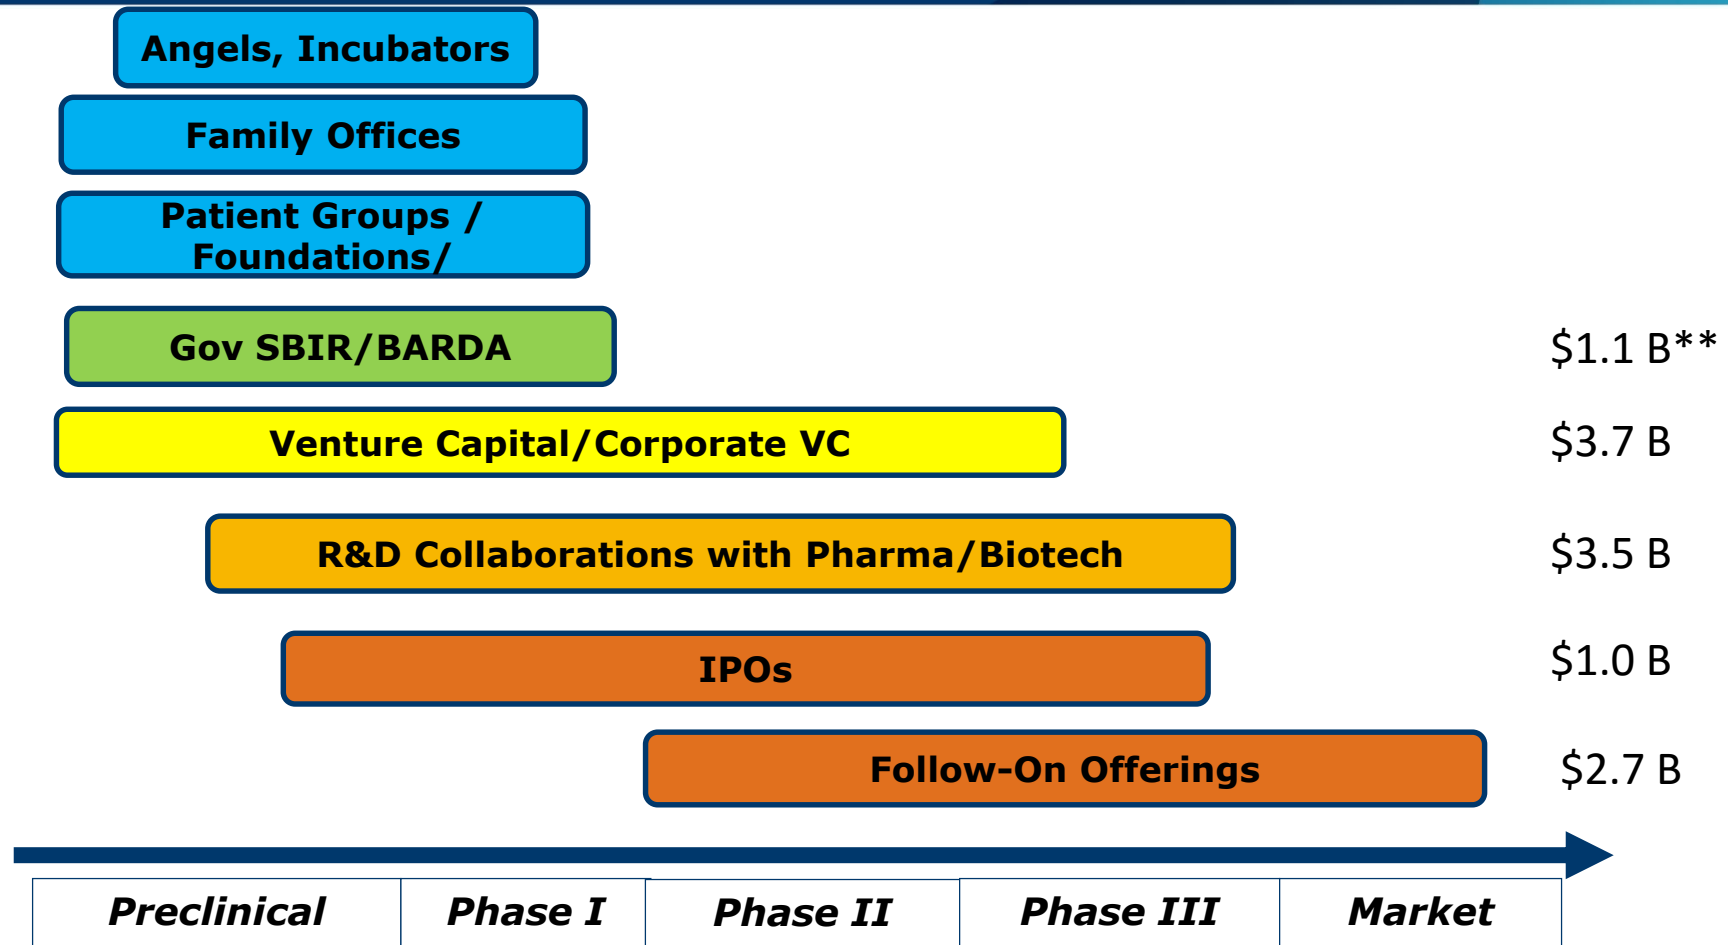 Angels, Incubators
Family Offices
Patient Groups /
Foundations/
Gov SBIR/BARDA
$1.1 B**
Venture Capital/Corporate VC
$3.7 B
R&D Collaborations with Pharma/Biotech
$3.5 B
IPOs
$1.0 B
Follow-On Offerings
$2.7 B
Preclinical
Phase I
Phase II
Phase III
Market